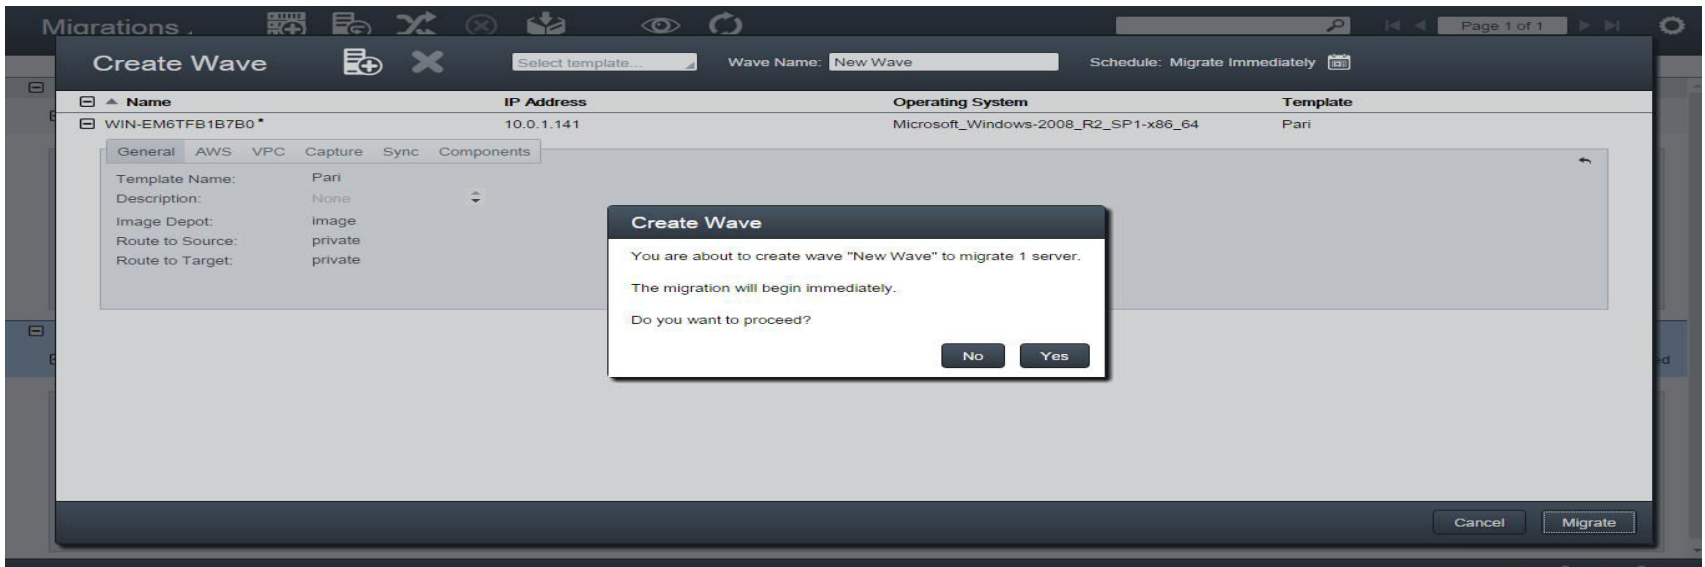 Migrations
Page 1 of 1
Create Wave
Select template...
Wave Name: New Wave
Schedule: Migrate Immediately
Name IP Address Operating System Template
WIN-EM6TFB1B7B0* 10.0.1.141 Microsoft_Windows-2008_R2_SP1-x86_64 Pari
General AWS VPC Capture Sync Components
Template Name: Pari
Description: None
Image Depot: image
Route to Source: private
Route to Target: private
Create Wave
You are about to create wave "New Wave" to migrate 1 server.
The migration will begin immediately.
Do you want to proceed?
No Yes
Cancel Migrate